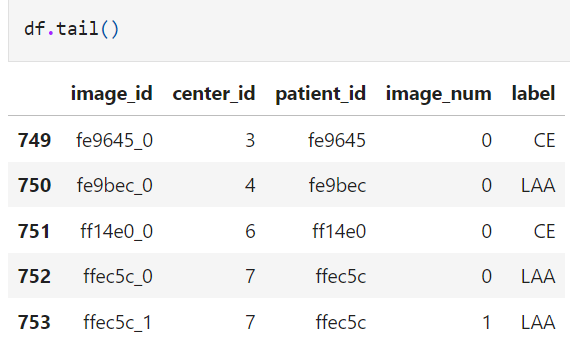 df.tail()
image_id center_id patient_id image_num label
749 fe9645_0 3 fe9645 0 CE
750 fe9bec_0 4 fe9bec 0 LAA
751 ff14e0_0 6 ff14e0 0 CE
752 ffec5c_0 7 ffec5c 0 LAA
753 ffec5c_1 7 ffec5c 1 LAA